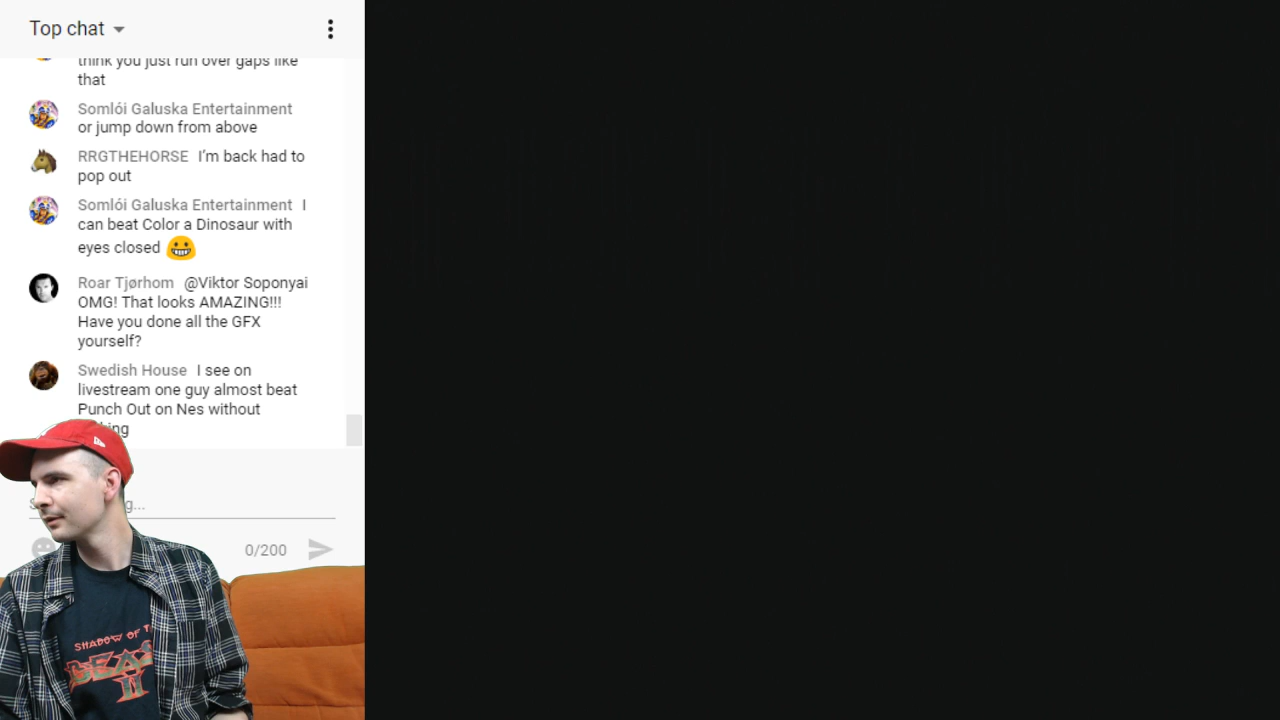 Top chat
think you just run over gaps like
that
Somlói Galuska Entertainment
or jump down from above
RRGTHEHORSE I'm back had to
pop out
Somlói Galuska Entertainment I
can beat Color a Dinosaur with
eyes closed
Roar Tjørhom @Viktor Soponyai
OMG! That looks AMAZING!!!
Have you done all the GFX
yourself?
Swedish House I see on
livestream one guy almost beat
Punch Out on Nes without
0/200
SHADOW OF
BEAS
II